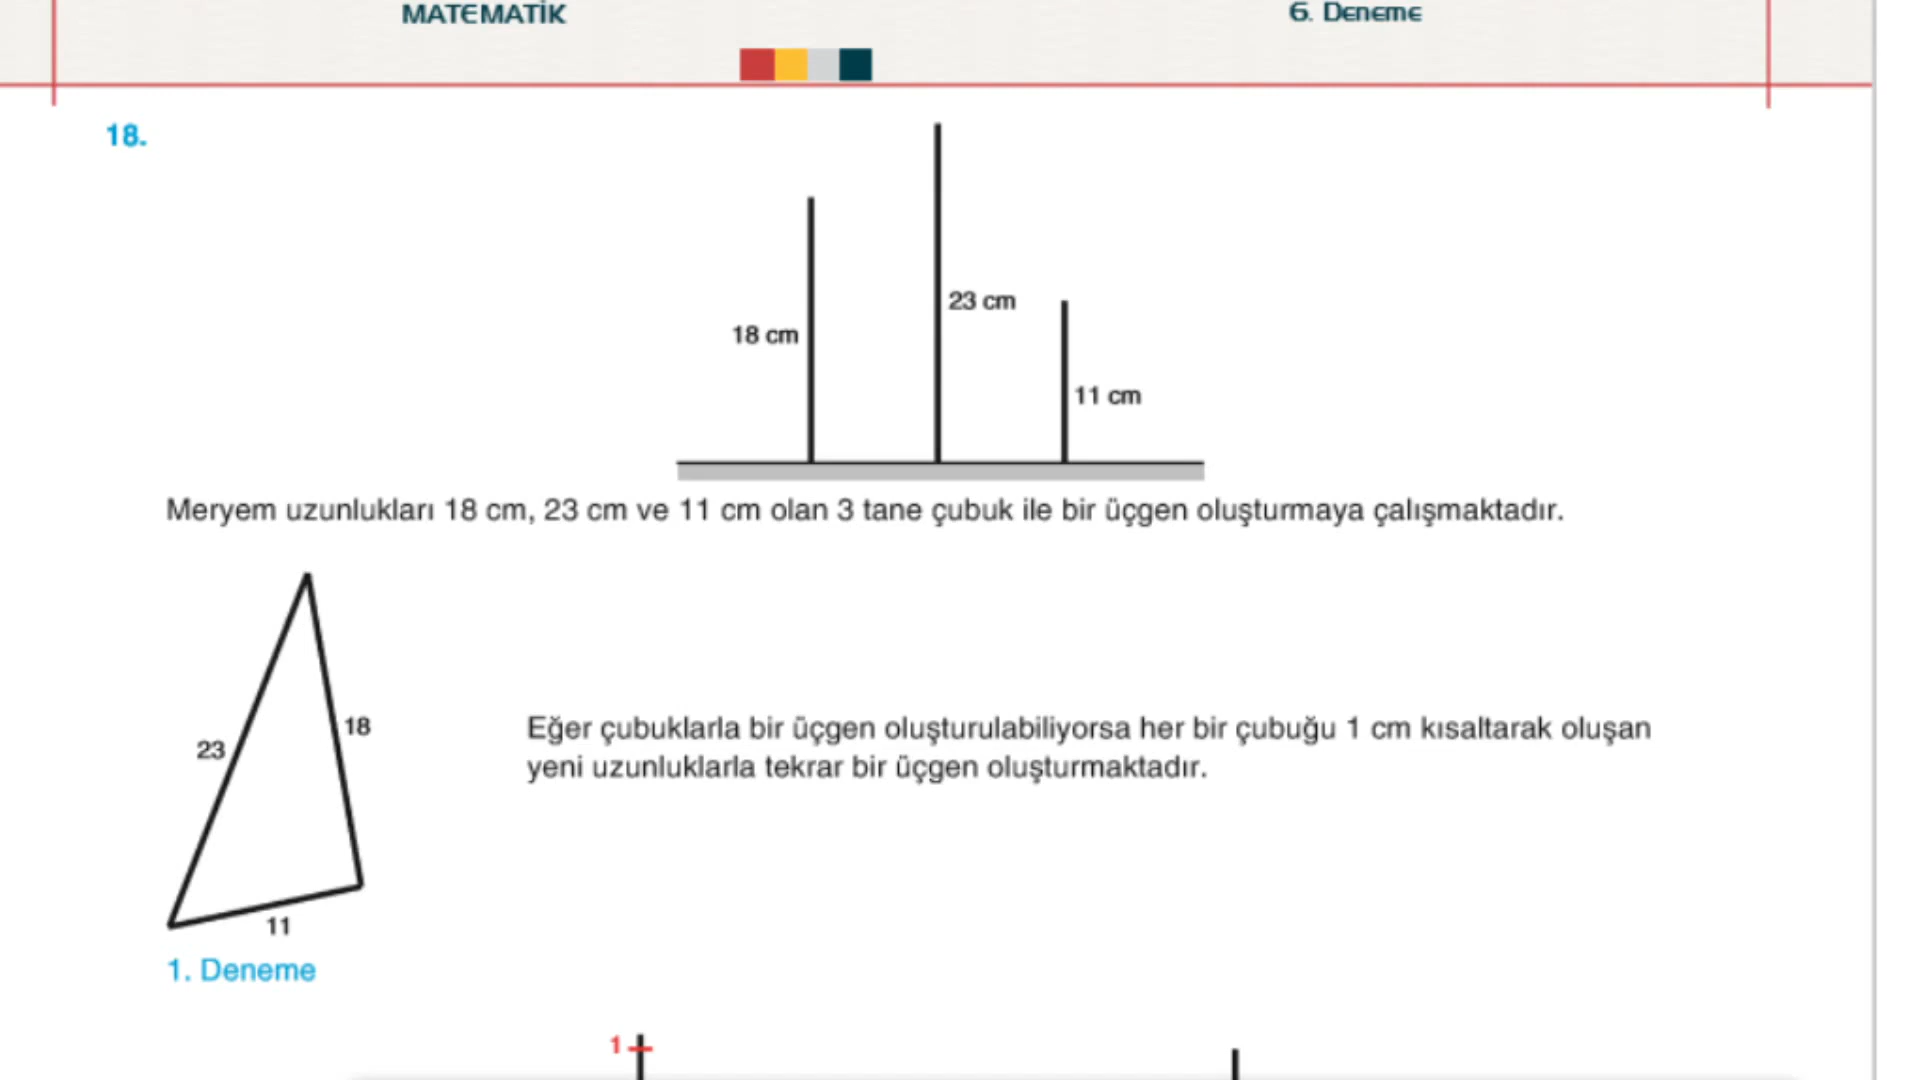 MATEMATİK
6. Deneme
18.
18 cm
23 cm
11 cm
Meryem uzunlukları 18 cm, 23 cm ve 11 cm olan 3 tane çubuk ile bir üçgen oluşturmaya çalışmaktadır.
23
18
11
Eğer çubuklarla bir üçgen oluşturulabiliyorsa her bir çubuğu 1 cm kısaltarak oluşan
yeni uzunluklarla tekrar bir üçgen oluşturmaktadır.
1. Deneme
1